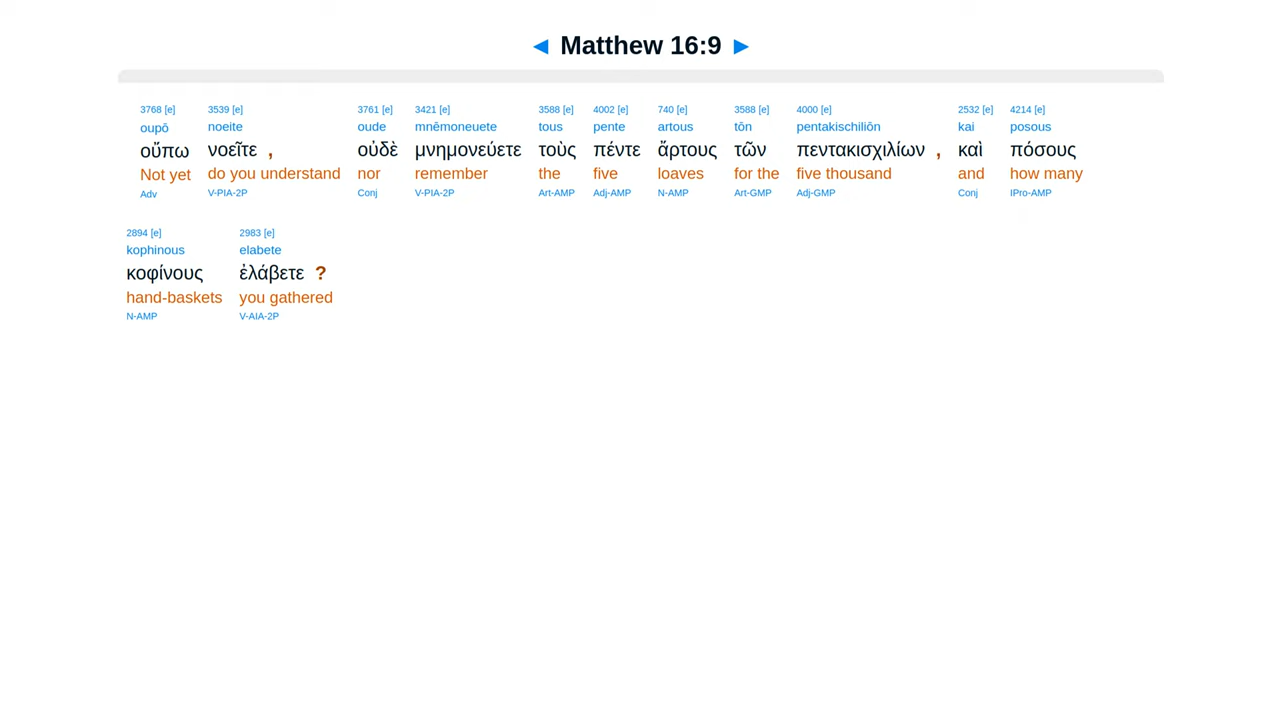 ◄ Matthew 16:9 ►
3768 [e] 3539 [e] 3761 [e] 3421 [e] 3588 [e] 4002 [e] 740 [e] 3588 [e] 4000 [e] 2532 [e] 4214 [e]
oupō noeite oude mnēmoneuete tous pente artous tōn pentakischiliōn kai posous
οὔπω νοεῖτε , οὐδὲ μνημονεύετε τοὺς πέντε ἄρτους τῶν πεντακισχιλίων , καὶ πόσους
Not yet do you understand nor remember the five loaves for the five thousand and how many
Adv V-PIA-2P Conj V-PIA-2P Art-AMP Adj-AMP N-AMP Art-GMP Adj-GMP Conj IPro-AMP
2894 [e] 2983 [e]
kophinous elabete
κοφίνους ἐλάβετε ?
hand-baskets you gathered
N-AMP V-AIA-2P